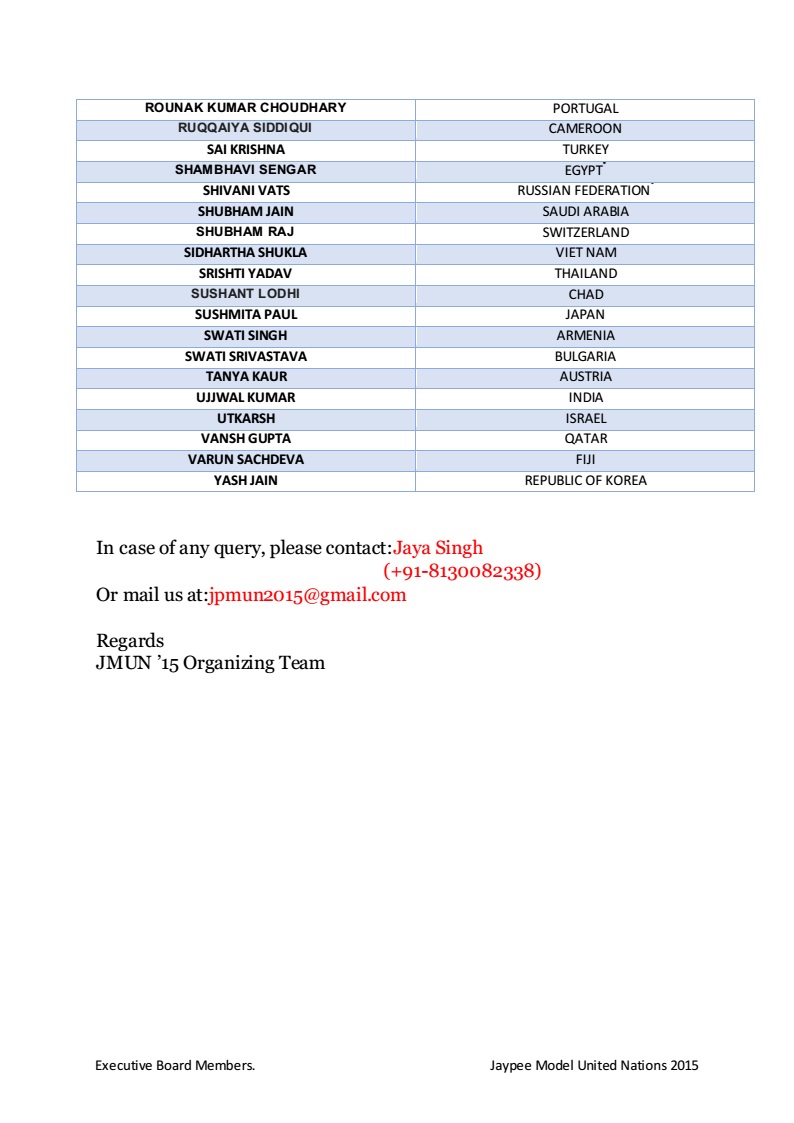 ROUNAK KUMAR CHOUDHARY PORTUGAL
RUQQAIYA SIDDIQUI CAMEROON
SAI KRISHNA TURKEY
SHAMBHAVI SENGAR EGYPT*
SHIVANI VATS RUSSIAN FEDERATION
SHUBHAM JAIN SAUDI ARABIA
SHUBHAM RAJ SWITZERLAND
SIDHARTHA SHUKLA VIET NAM
SRISHTI YADAV THAILAND
SUSHANT LODHI CHAD
SUSHMITA PAUL JAPAN
SWATI SINGH ARMENIA
SWATI SRIVASTAVA BULGARIA
TANYA KAUR AUSTRIA
UJJWAL KUMAR INDIA
UTKARSH ISRAEL
VANSH GUPTA QATAR
VARUN SACHDEVA FIJI
YASH JAIN REPUBLIC OF KOREA
In case of any query, please contact:Jaya Singh
(+91-8130082338)
Or mail us at:jpmun2015@gmail.com
Regards
JMUN ’15 Organizing Team
Executive Board Members. Jaypee Model United Nations 2015